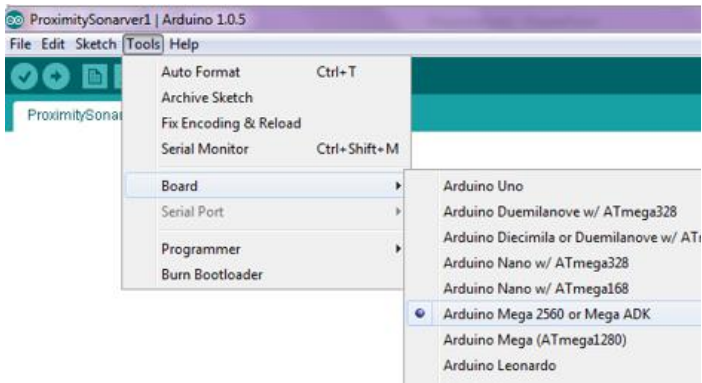 ProximitySonarver1 | Arduino 1.0.5
File Edit Sketch Tools Help
Auto Format Ctrl+T
Archive Sketch
Fix Encoding & Reload
Serial Monitor Ctrl+Shift+M
Board
Serial Port
Programmer
Burn Bootloader
Arduino Uno
Arduino Duemilanove w/ ATmega328
Arduino Diecimila or Duemilanove w/
Arduino Nano w/ ATmega328
Arduino Nano w/ ATmega168
Arduino Mega 2560 or Mega ADK
Arduino Mega (ATmega1280)
Arduino Leonardo